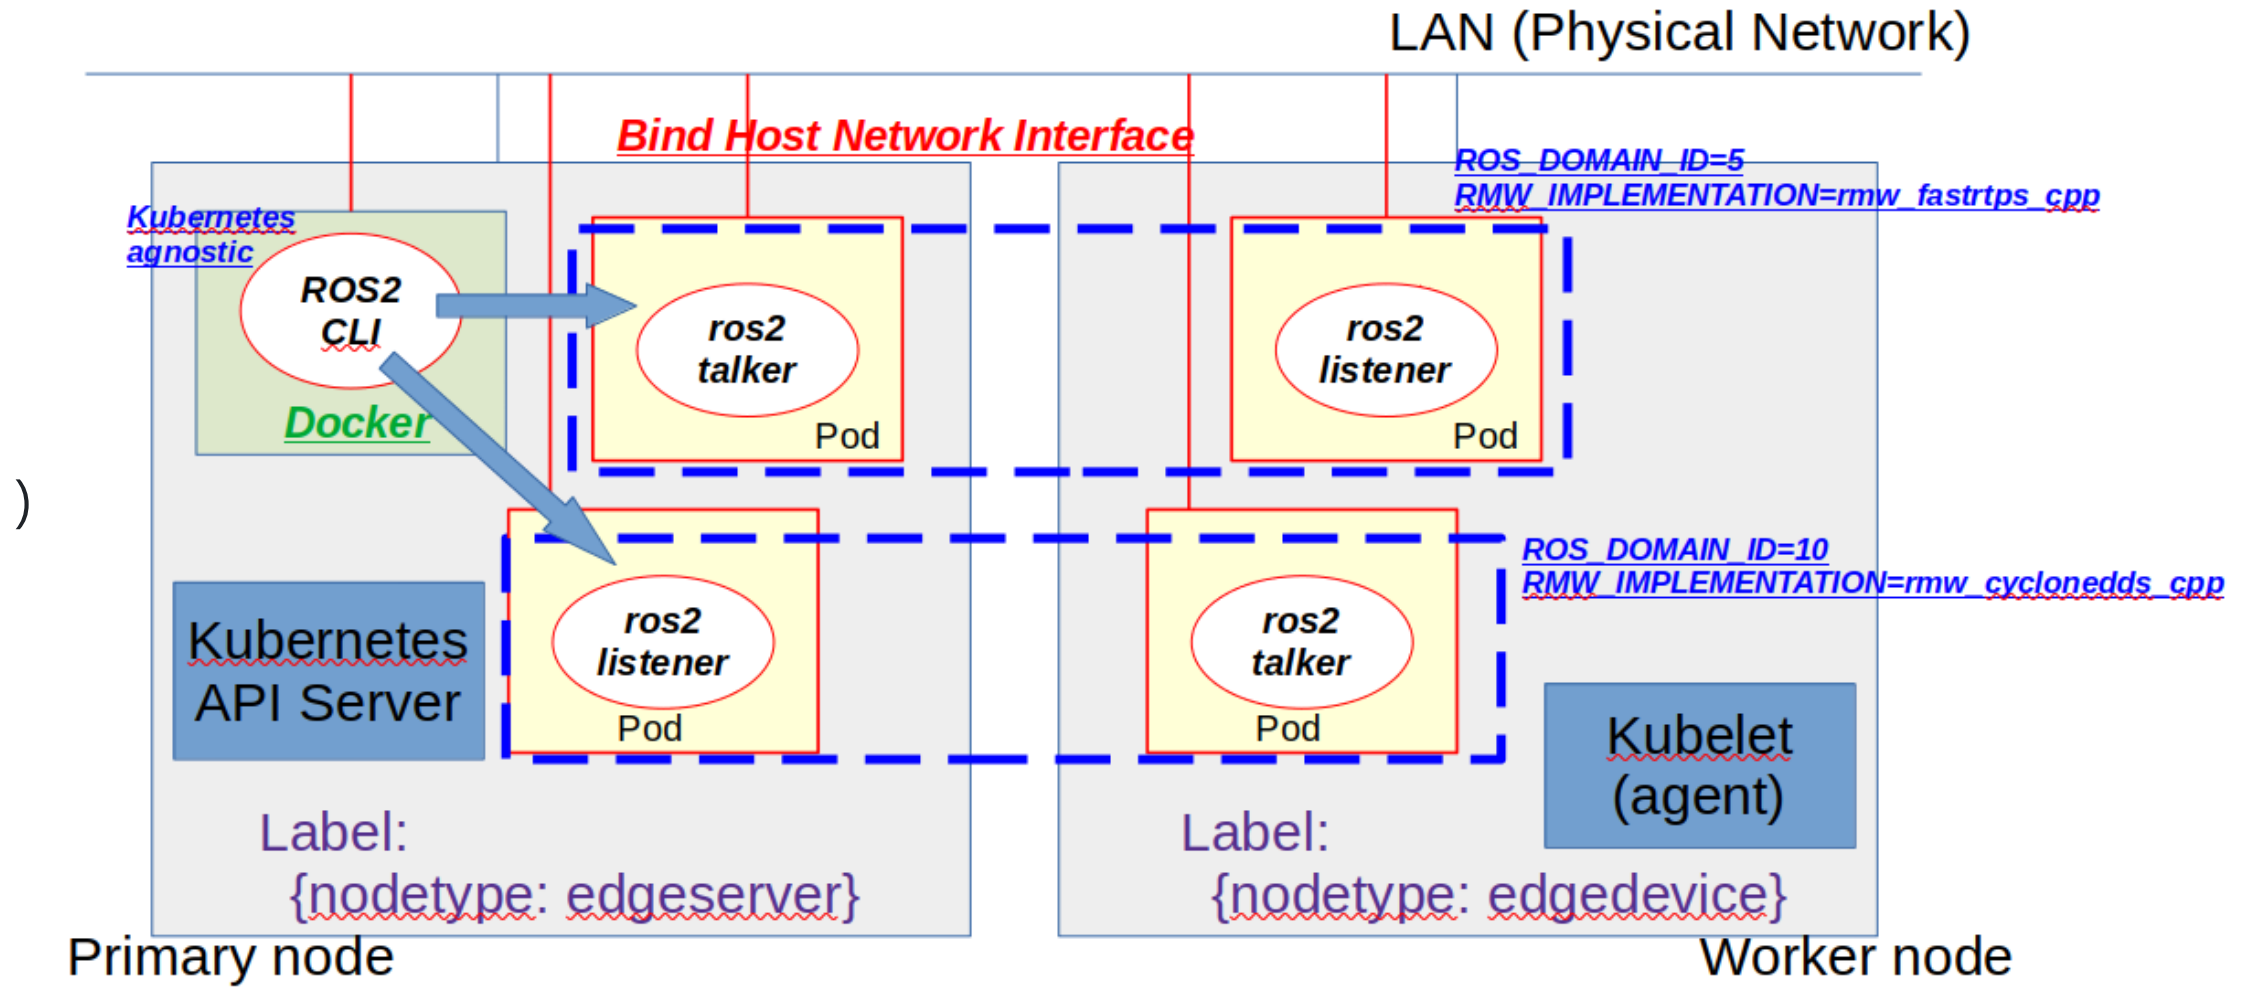 LAN (Physical Network)
Bind Host Network Interface
ROS_DOMAIN_ID=5
RMW_IMPLEMENTATION=rmw_fastrtps_cpp
Kubernetes
agnostic
ROS2
CLI
Docker
ros2
talker
Pod
ros2
listener
Pod
)
ROS_DOMAIN_ID=10
RMW_IMPLEMENTATION=rmw_cyclonedds_cpp
Kubernetes
API Server
ros2
listener
Pod
ros2
talker
Pod
Kubelet
(agent)
Label:
{nodetype: edgeserver}
Label:
{nodetype: edgedevice}
Primary node
Worker node